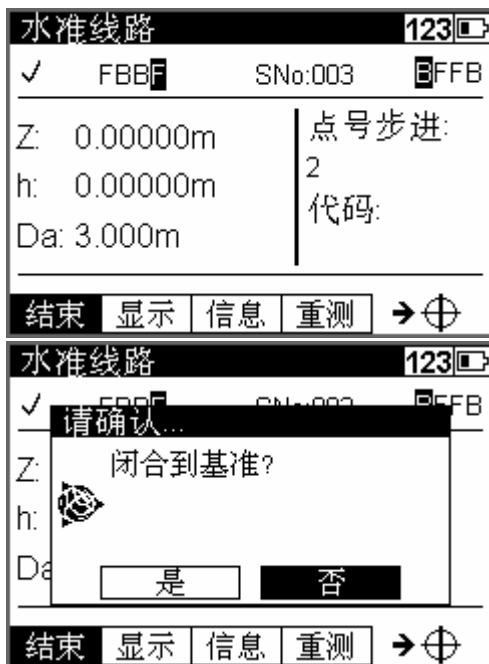 水准线路 123
✓ FBBF SNo:003 BFFB
Z: 0.00000m
h: 0.00000m
Da: 3.000m
点号步进:
2
代码:
结束 显示 信息 重测
水准线路 123
请确认...
Z:
h:
闭合到基准?
是 否
结束 显示 信息 重测